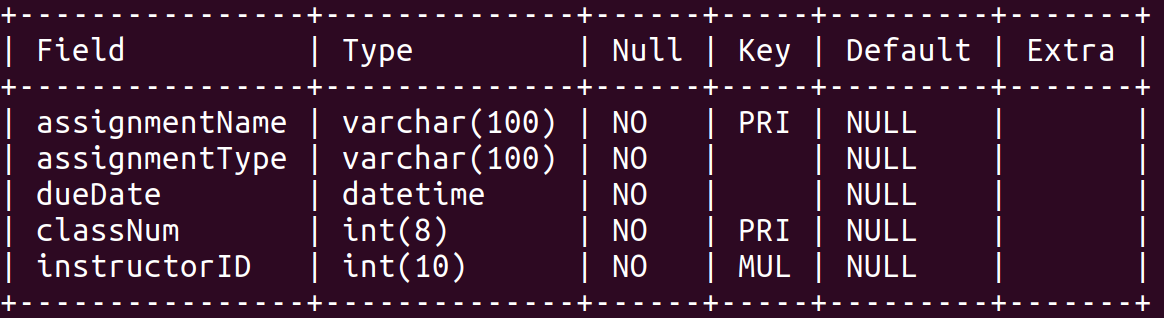 +----------------+--------------+------+-----+---------+-------+
| Field          | Type         | Null | Key | Default | Extra |
+----------------+--------------+------+-----+---------+-------+
| assignmentName | varchar(100) | NO   | PRI | NULL    |       |
| assignmentType | varchar(100) | NO   |     | NULL    |       |
| dueDate        | datetime     | NO   |     | NULL    |       |
| classNum       | int(8)       | NO   | PRI | NULL    |       |
| instructorID   | int(10)      | NO   | MUL | NULL    |       |
+----------------+--------------+------+-----+---------+-------+